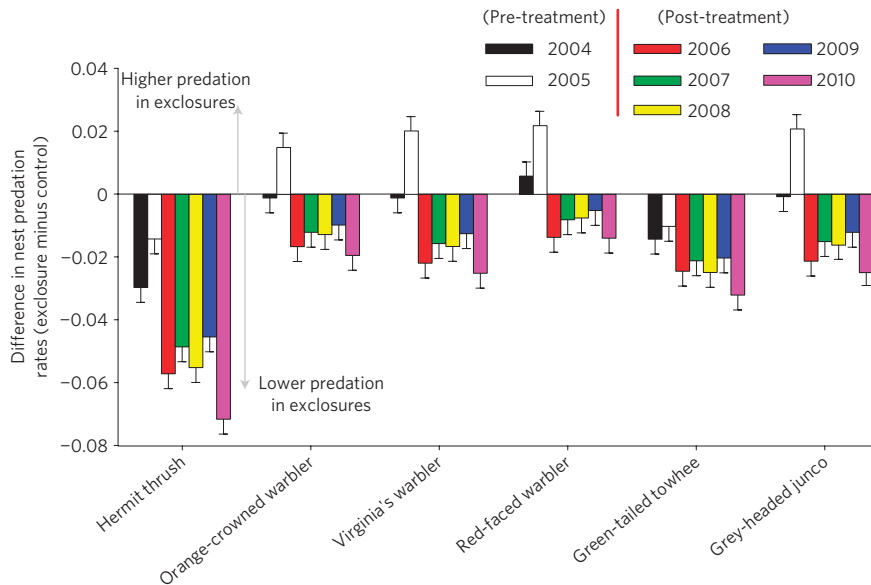 (Pre-treatment)
2004
2005
(Post-treatment)
2006
2007
2008
2009
2010
Difference in nest predation
rates (exclosure minus control)
0.04
0.02
0
−0.02
−0.04
−0.06
−0.08
Higher predation
in exclosures
Lower predation
in exclosures
Hermit thrush
Orange-crowned warbler
Virginia's warbler
Red-faced warbler
Green-tailed towhee
Grey-headed junco